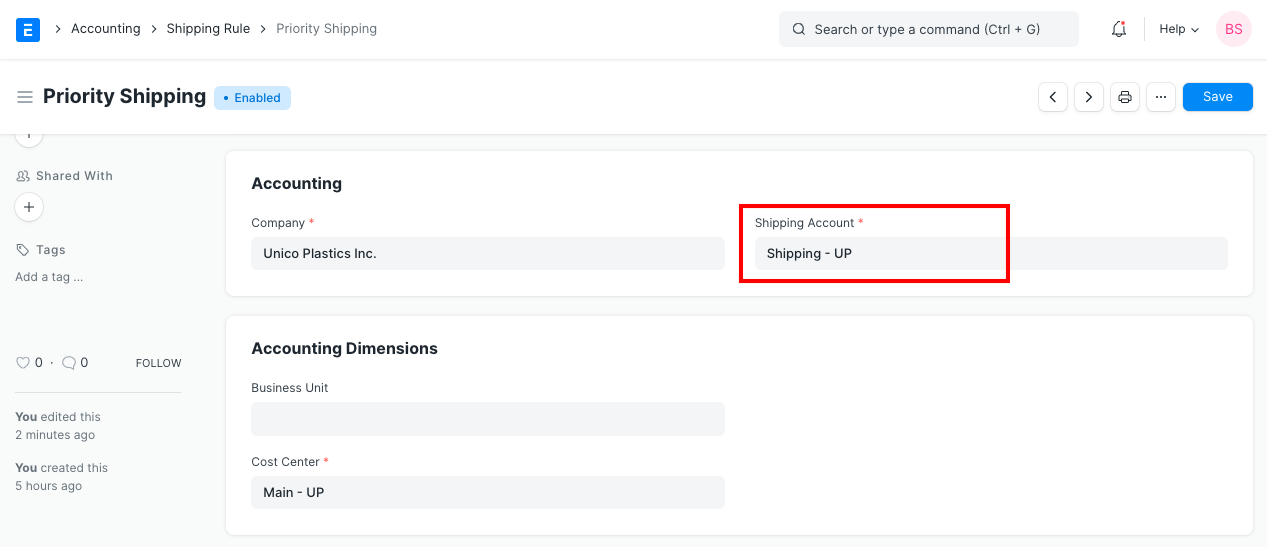 E
Accounting
Shipping Rule
Priority Shipping
Search or type a command (Ctrl + G)
Help
BS
Priority Shipping
Enabled
Save
Shared With
Tags
Add a tag ...
0 · 0 FOLLOW
You edited this
2 minutes ago
You created this
5 hours ago
Accounting
Company *
Unico Plastics Inc.
Shipping Account *
Shipping - UP
Accounting Dimensions
Business Unit
Cost Center *
Main - UP